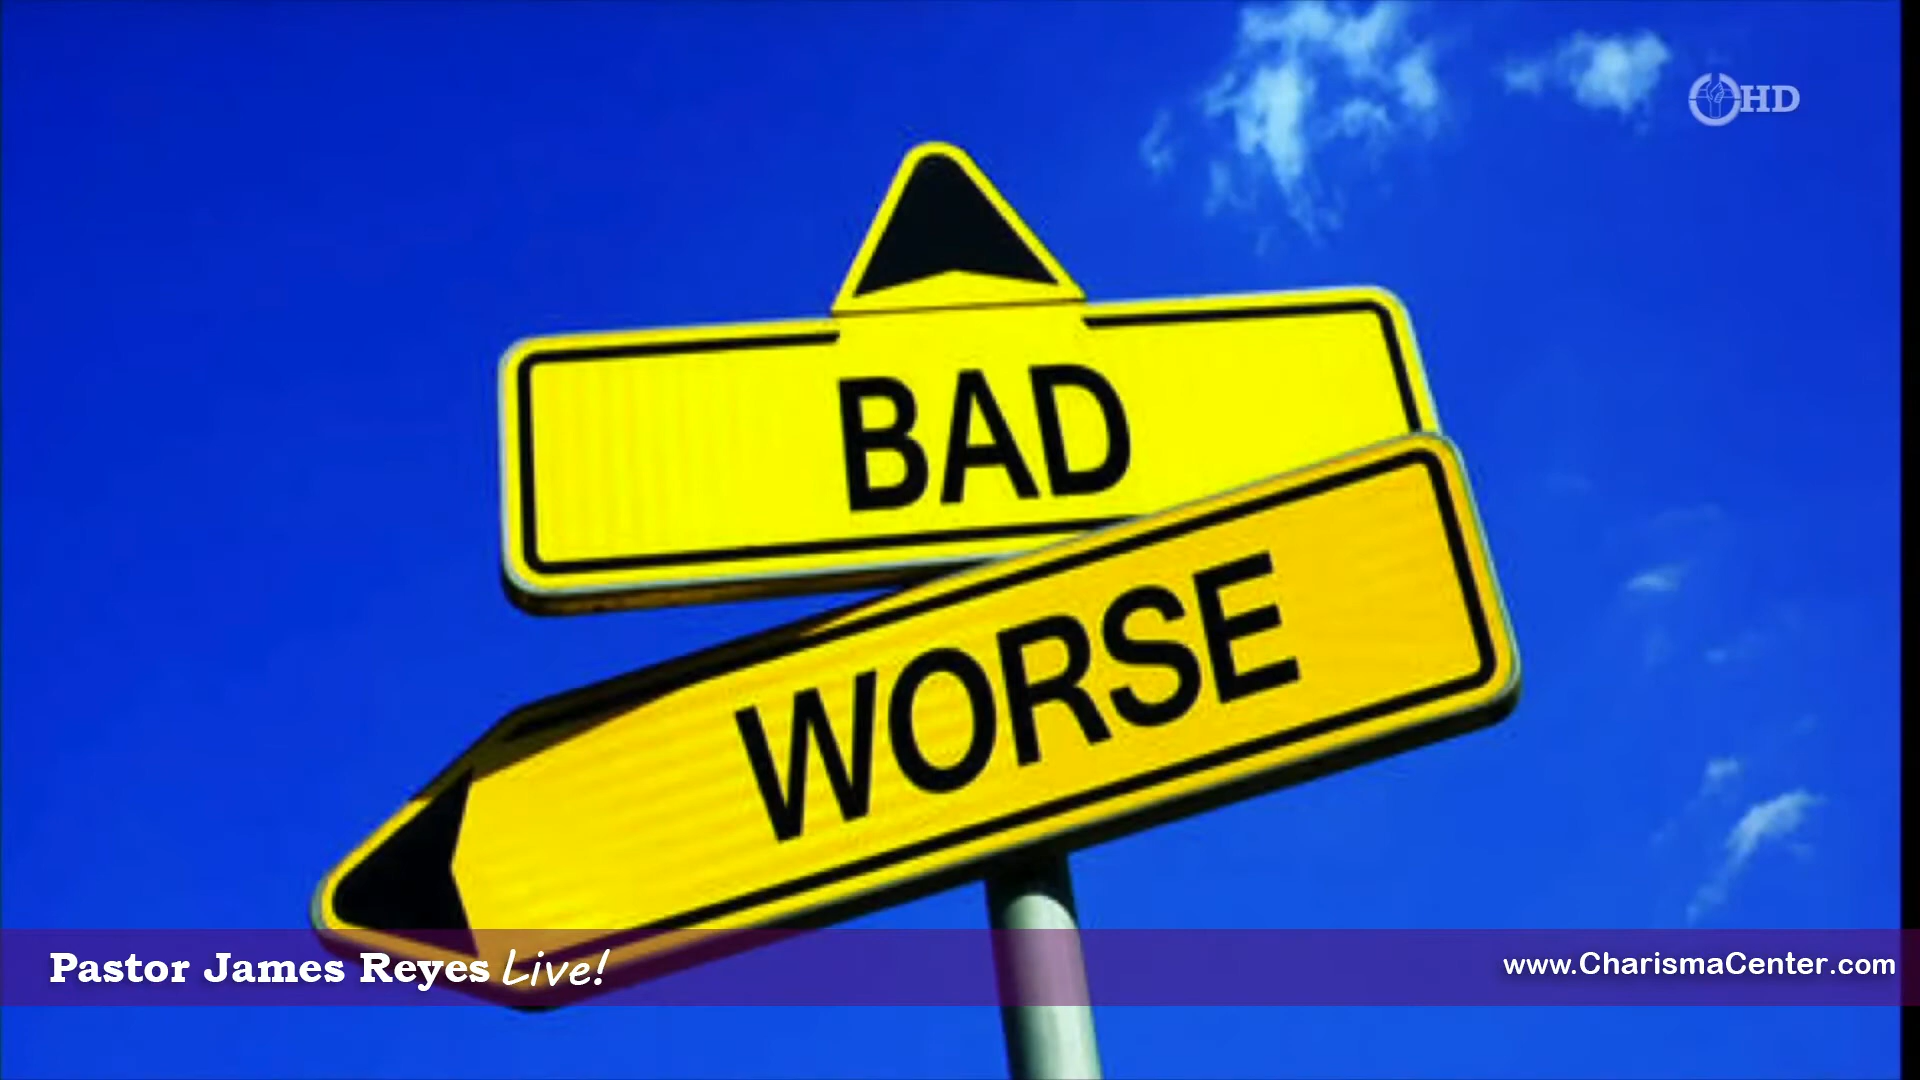 HD
BAD
WORSE
Pastor James Reyes Live!
www.CharismaCenter.com